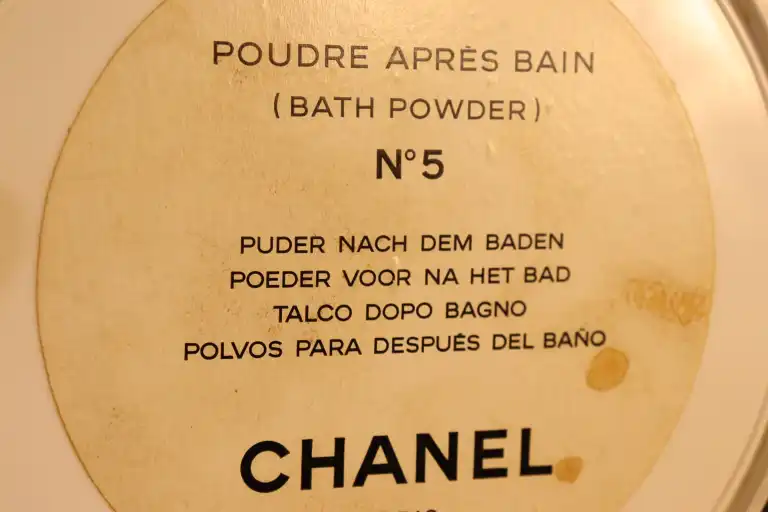 POUDRE APRÈS BAIN
(BATH POWDER)
N°5
PUDER NACH DEM BADEN
POEDER VOOR NA HET BAD
TALCO DOPO BAGNO
POLVOS PARA DESPUÉS DEL BAÑO
CHANEL